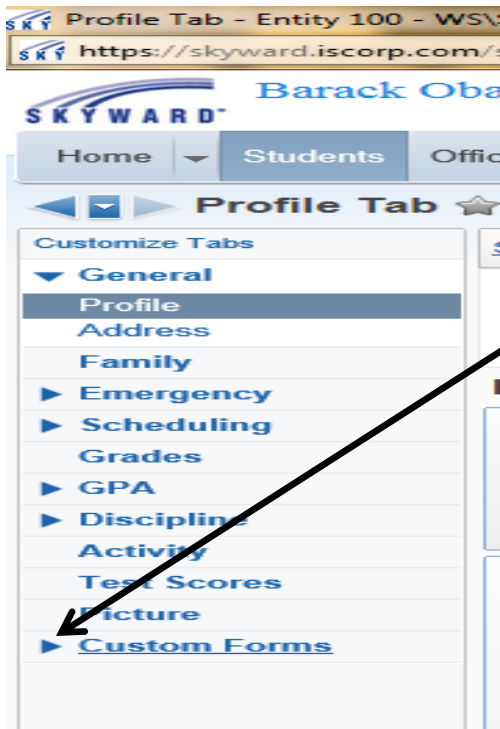 Profile Tab - Entity 100 - WS\
https://skyward.iscorp.com/
SKYWARD
Barack Oba
Home Students Offic
Profile Tab
Customize Tabs
General
Profile
Address
Family
Emergency
Scheduling
Grades
GPA
Discipline
Activity
Test Scores
Picture
Custom Forms